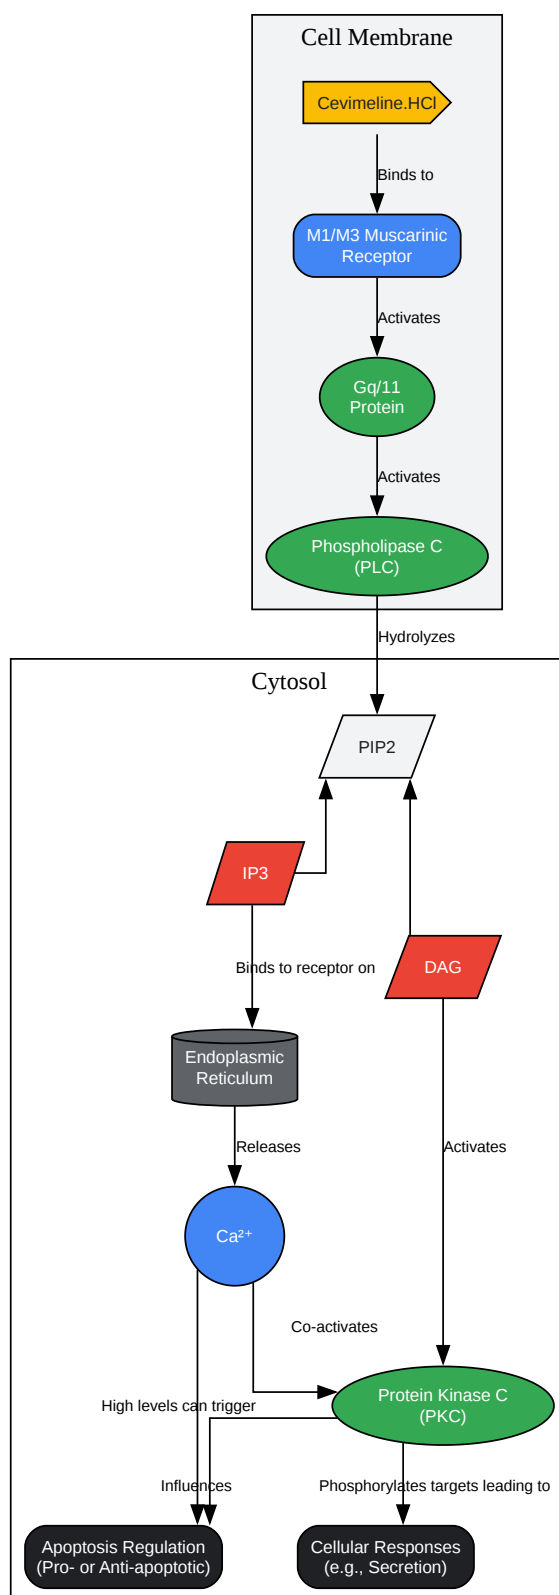 Cell Membrane
Cevimeline.HCl
Binds to
M1/M3 Muscarinic
Receptor
Activates
Gq/11
Protein
Activates
Phospholipase C
(PLC)
Hydrolyzes
Cytosol
PIP2
IP3
Binds to receptor on
DAG
Endoplasmic
Reticulum
Releases
Activates
Ca²⁺
Co-activates
Protein Kinase C
(PKC)
High levels can trigger
Influences
Phosphorylates targets leading to
Apoptosis Regulation
(Pro- or Anti-apoptotic)
Cellular Responses
(e.g., Secretion)